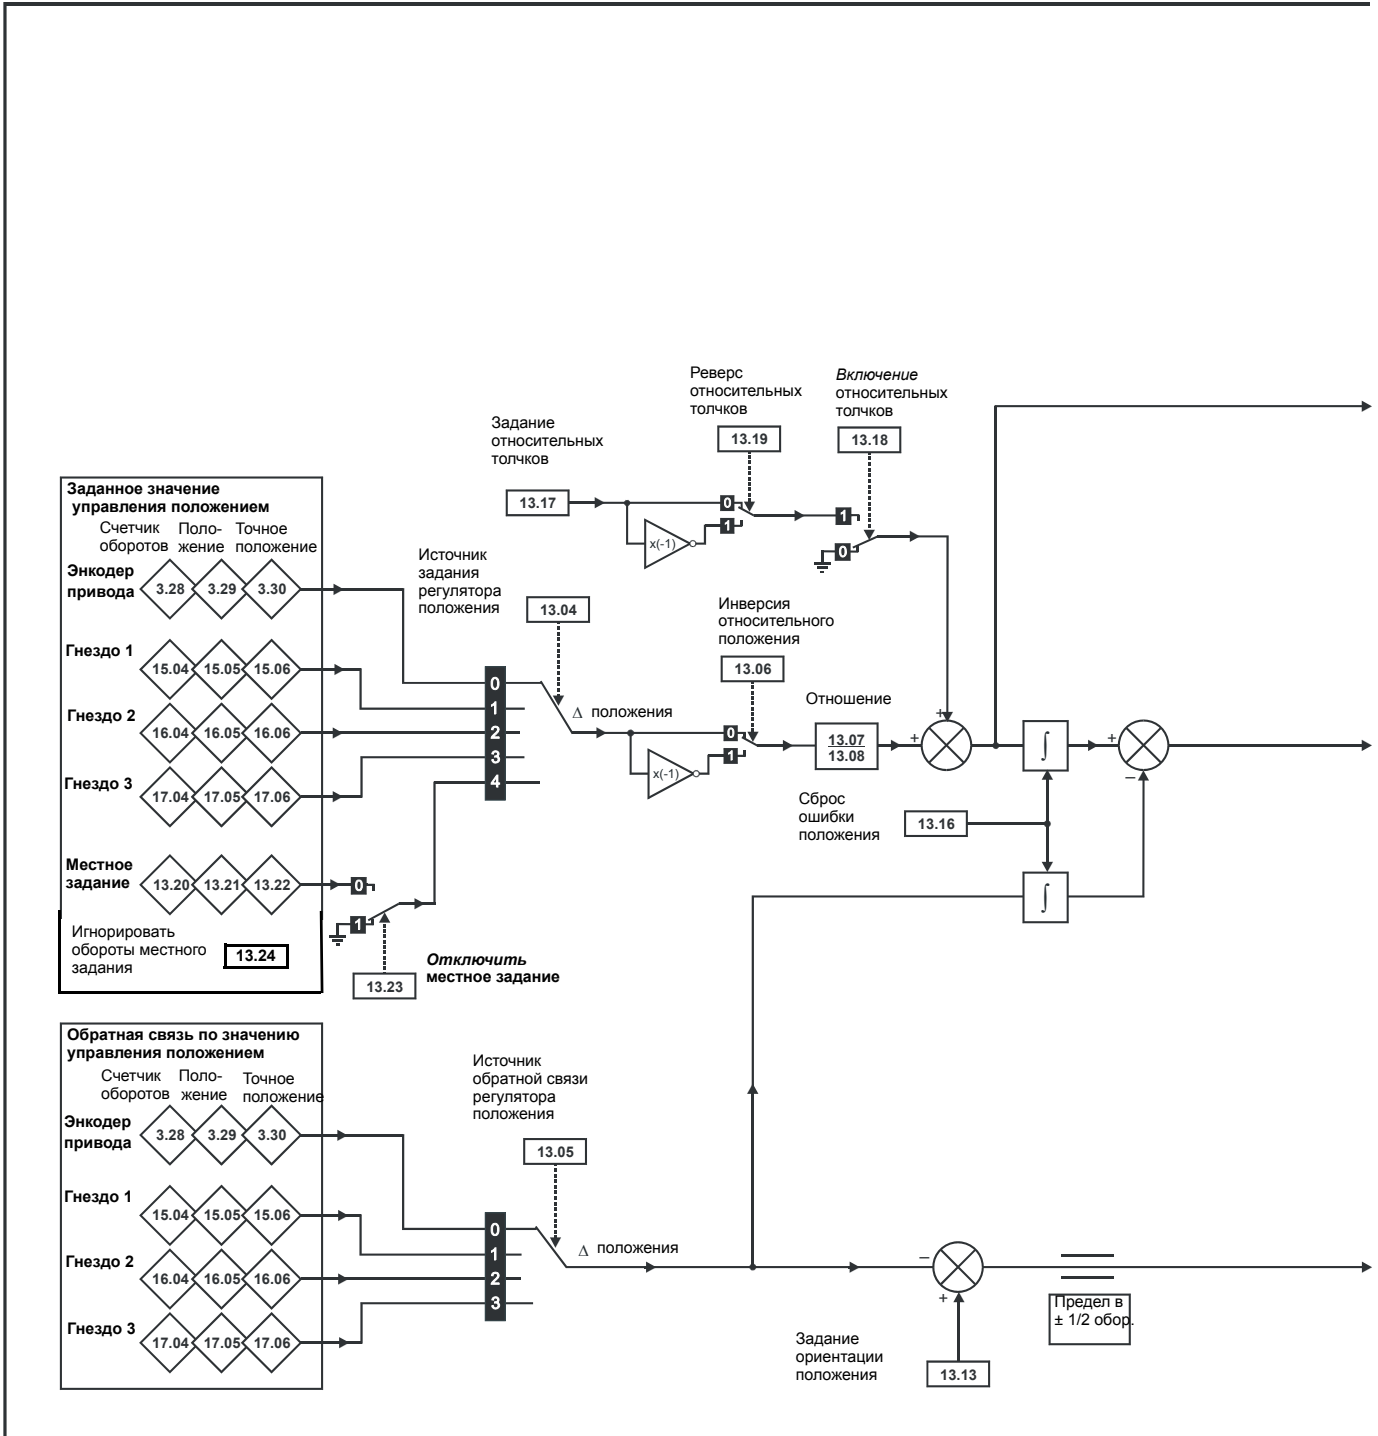 Реверс
относительных
толчков
Включение
относительных
толчков
Задание
относительных
толчков
13.19
13.18
13.17
0
1
x(-1)
1
0
Заданное значение
управления положением
Счетчик
оборотов
Поло-
жение
Точное
положение
Энкодер
привода
3.28
3.29
3.30
Гнездо 1
15.04
15.05
15.06
Гнездо 2
16.04
16.05
16.06
Гнездо 3
17.04
17.05
17.06
Местное
задание
13.20
13.21
13.22
0
1
Игнорировать
обороты местного
задания
13.24
13.23
Отключить
местное задание
Источник
задания
регулятора
положения
13.04
0
1
2
3
4
Δ положения
Инверсия
относительного
положения
13.06
0
1
x(-1)
Отношение
13.07
13.08
+
+
∫
+
–
Сброс
ошибки
положения
13.16
∫
Обратная связь по значению
управления положением
Счетчик
оборотов
Поло-
жение
Точное
положение
Энкодер
привода
3.28
3.29
3.30
Гнездо 1
15.04
15.05
15.06
Гнездо 2
16.04
16.05
16.06
Гнездо 3
17.04
17.05
17.06
Источник
обратной связи
регулятора
положения
13.05
0
1
2
3
Δ положения
–
+
Предел в
± 1/2 обор.
Задание
ориентации
положения
13.13